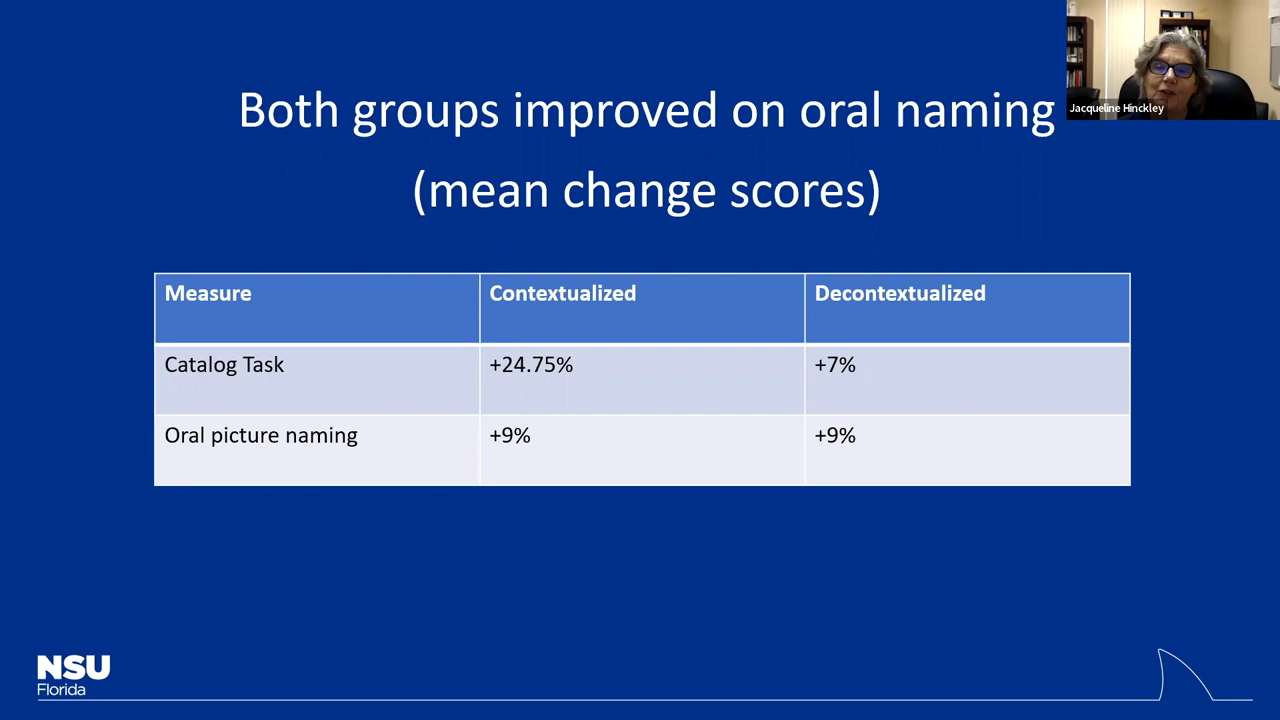 Both groups improved on oral naming
(mean change scores)
Jacqueline Hinckley
Measure Contextualized Decontextualized
Catalog Task +24.75% +7%
Oral picture naming +9% +9%
NSU
Florida